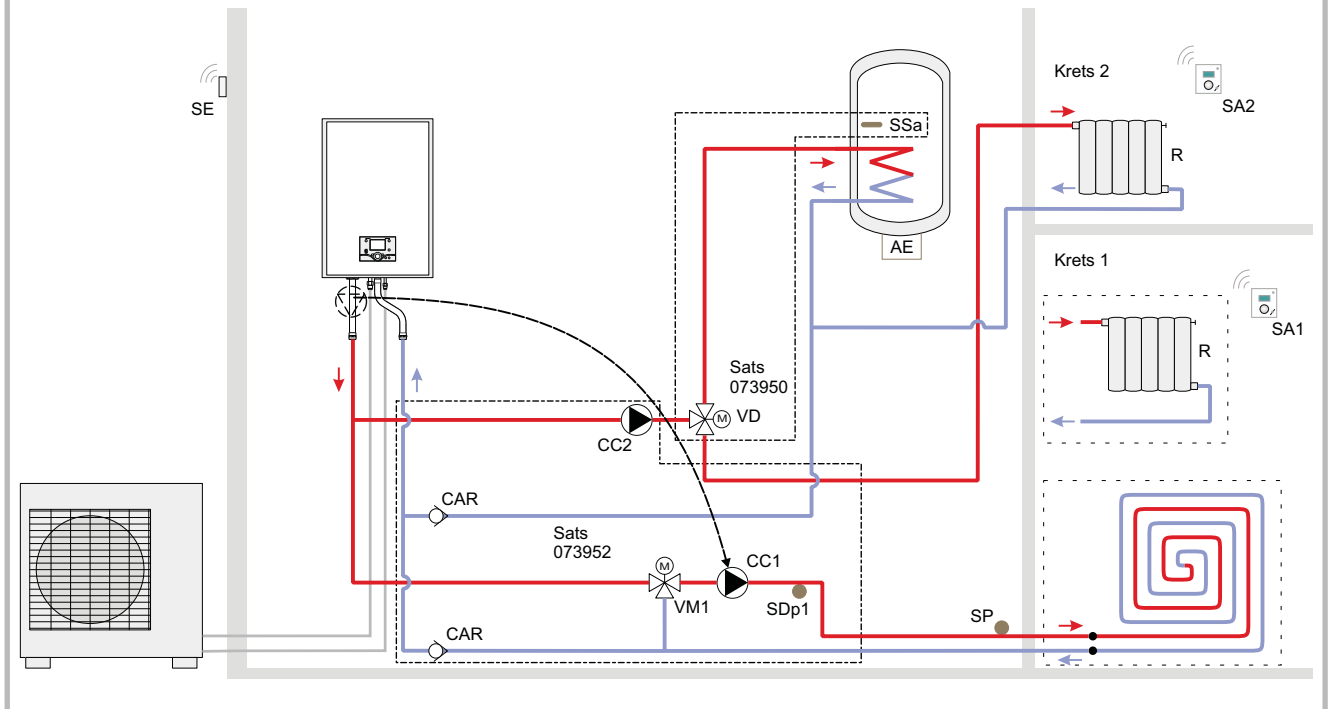 SE
SSa
AE
Krets 2
SA2
R
Krets 1
SA1
R
Sats
073950
M
VD
CC2
CAR
Sats
073952
M
VM1
CC1
SDp1
SP
CAR